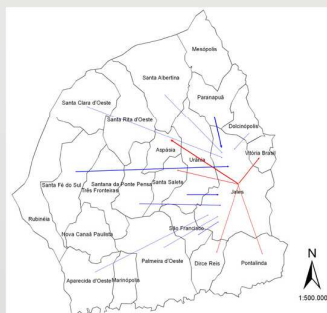 Mesópolis
Santa Albertina
Paranapuã
Santa Clara d'Oeste
Santa Rita d'Oeste
Dolcinópolis
Aspásia
Vitória Brasil
Urânia
Santa Fé do Sul
Santana da Ponte Pensa
Santa Salete
Três Fronteiras
Jales
Rubinéia
São Francisco
Nova Canaã Paulista
Palmeira d'Oeste
Dirce Reis
Pontalinda
Aparecida d'Oeste
Marinópolis
N
1:500.000